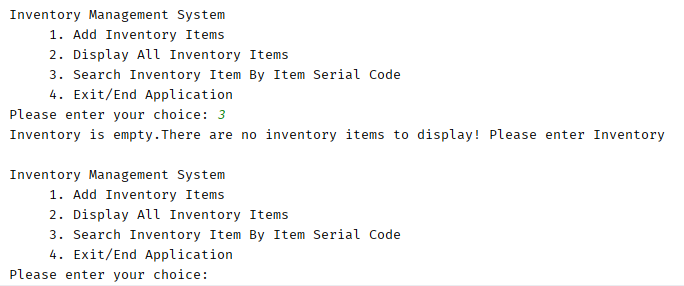 Inventory Management System
1. Add Inventory Items
2. Display All Inventory Items
3. Search Inventory Item By Item Serial Code
4. Exit/End Application
Please enter your choice: 3
Inventory is empty.There are no inventory items to display! Please enter Inventory
Inventory Management System
1. Add Inventory Items
2. Display All Inventory Items
3. Search Inventory Item By Item Serial Code
4. Exit/End Application
Please enter your choice: